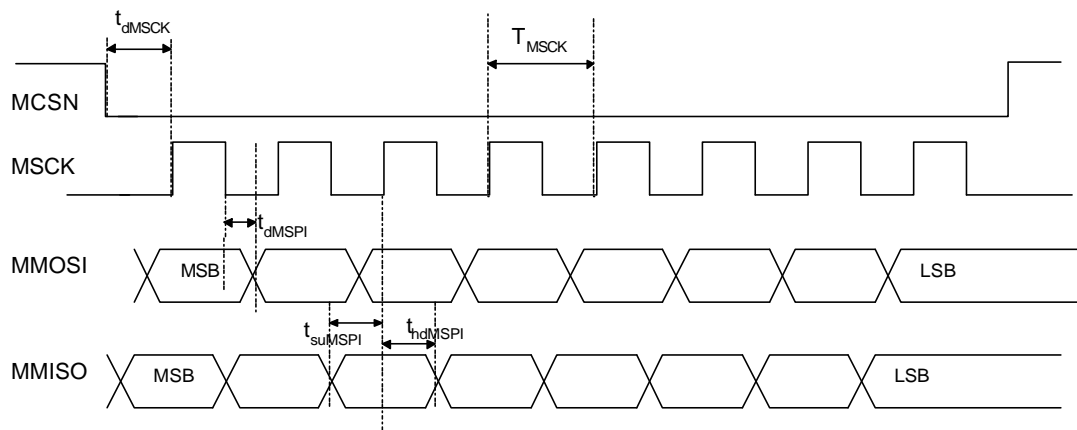 tdMSCK
TMSCK
MCSN
MSCK
tdMSPI
MMOSI
MSB
LSB
tsuMSPI
thdMSPI
MMISO
MSB
LSB